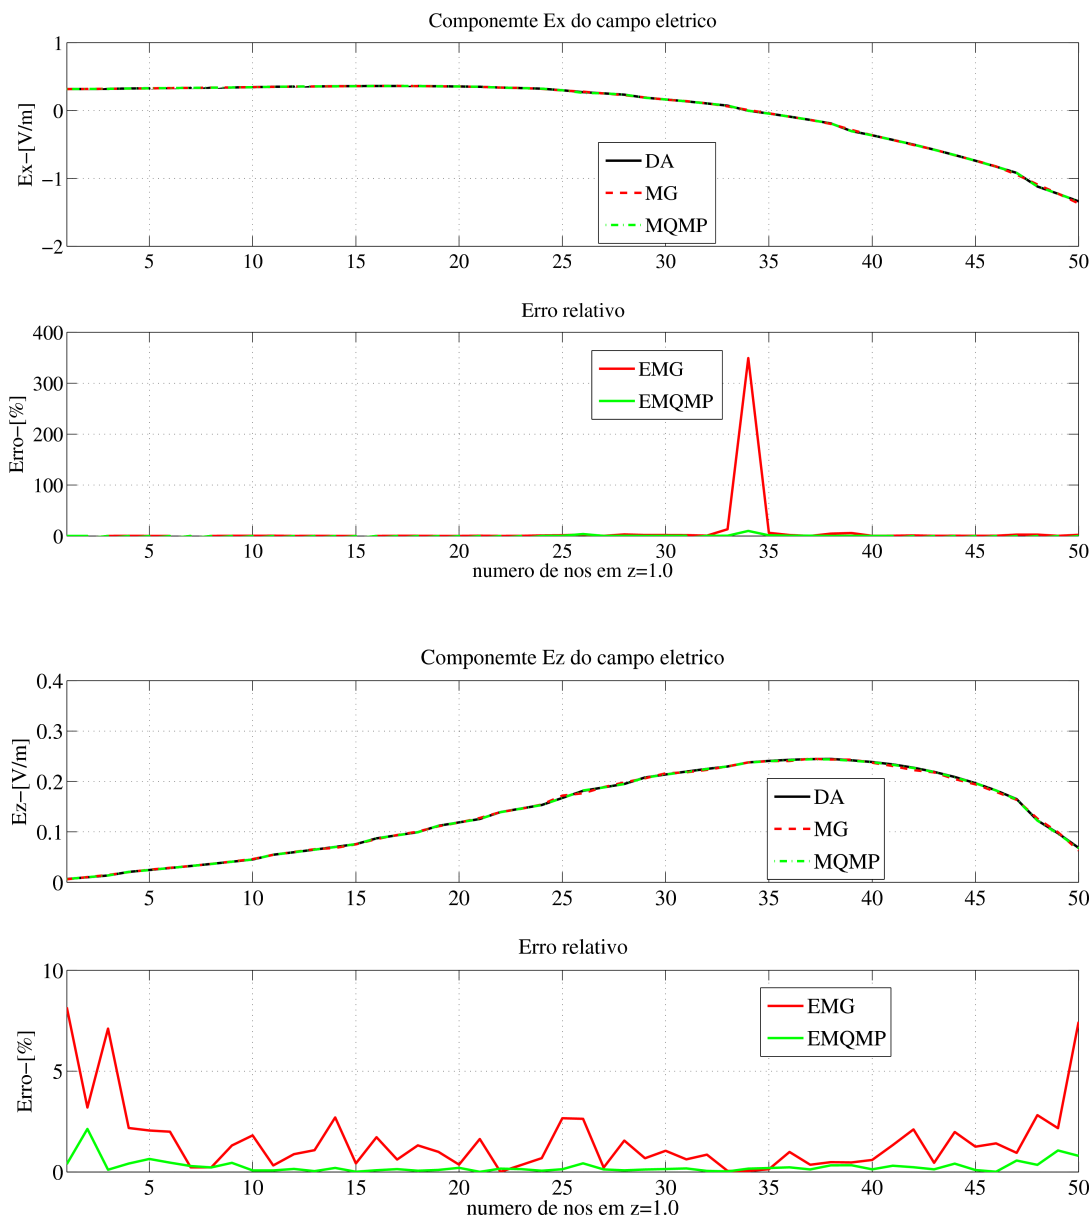 Componemte Ex do campo eletrico
1
0
−1
−2
Ex−[V/m]
DA
MG
MQMP
5 10 15 20 25 30 35 40 45 50
Erro relativo
400
300
200
100
0
Erro−[%]
EMG
EMQMP
5 10 15 20 25 30 35 40 45 50
numero de nos em z=1.0
Componemte Ez do campo eletrico
0.4
0.3
0.2
0.1
0
Ez−[V/m]
DA
MG
MQMP
5 10 15 20 25 30 35 40 45 50
Erro relativo
10
5
0
Erro−[%]
EMG
EMQMP
5 10 15 20 25 30 35 40 45 50
numero de nos em z=1.0